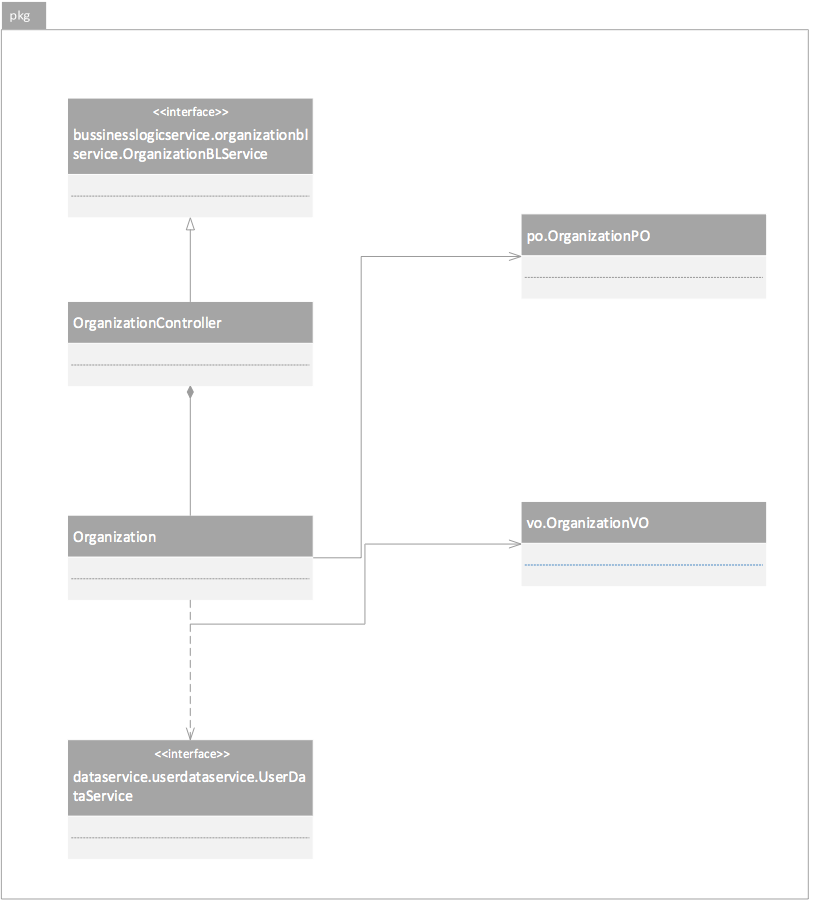 pkg
<<interface>>
bussinesslogicservice.organizationbl
service.OrganizationBLService
po.OrganizationPO
OrganizationController
vo.OrganizationVO
Organization
<<interface>>
dataservice.userdataservice.UserDa
taService